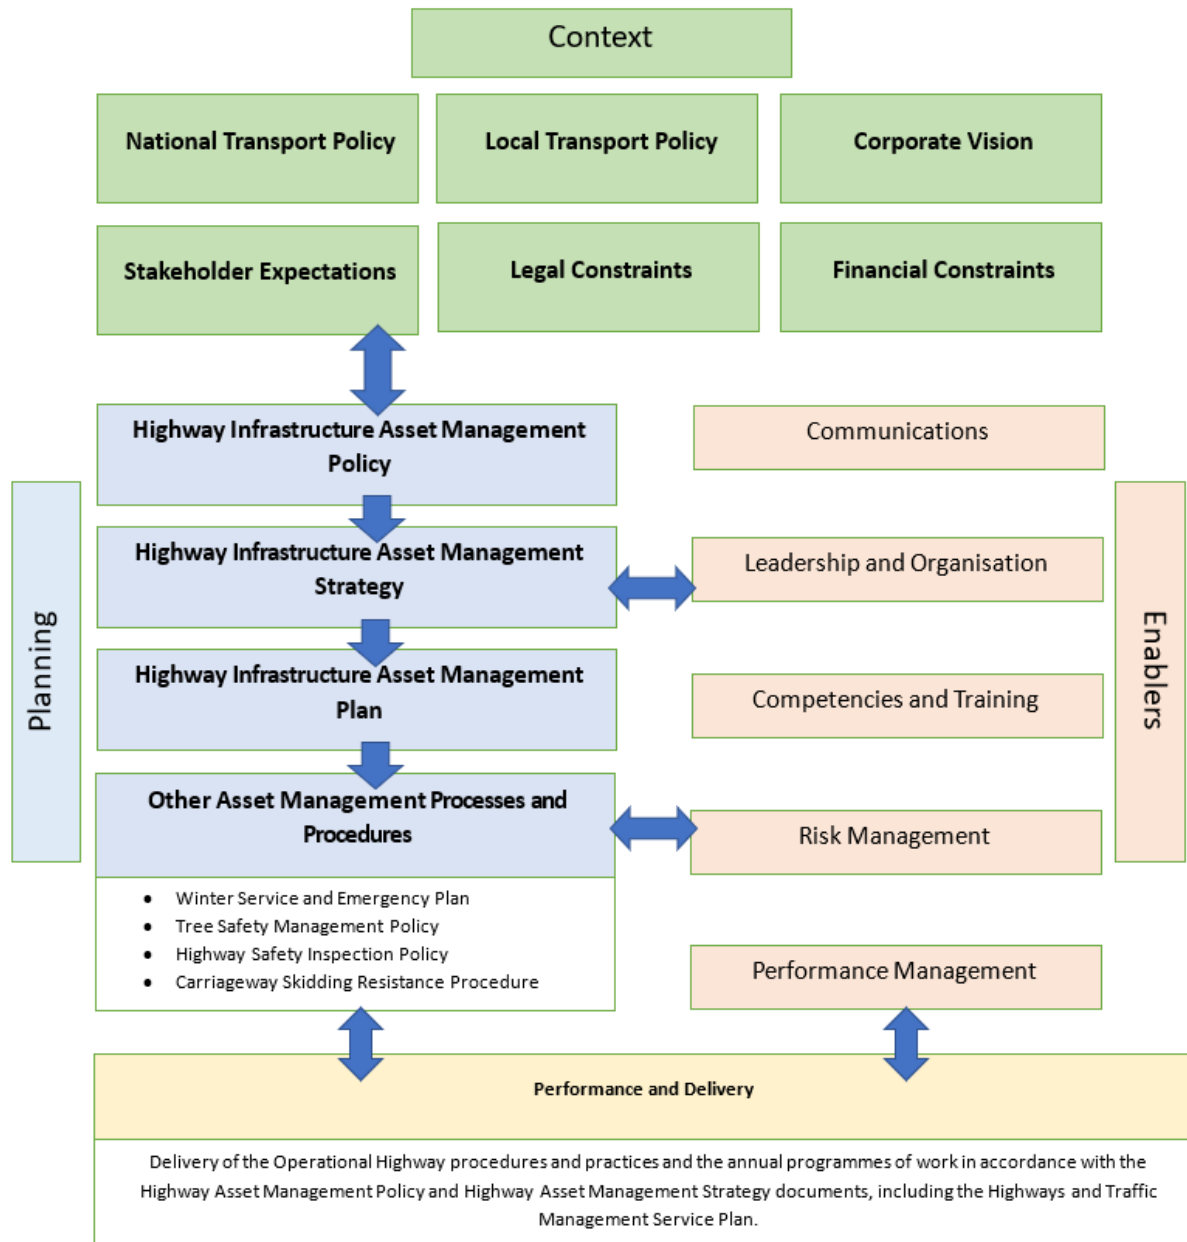 Context
National Transport Policy
Local Transport Policy
Corporate Vision
Stakeholder Expectations
Legal Constraints
Financial Constraints
Planning
Highway Infrastructure Asset Management
Policy
Highway Infrastructure Asset Management
Strategy
Highway Infrastructure Asset Management
Plan
Other Asset Management Processes and
Procedures
• Winter Service and Emergency Plan
• Tree Safety Management Policy
• Highway Safety Inspection Policy
• Carriageway Skidding Resistance Procedure
Communications
Leadership and Organisation
Competencies and Training
Risk Management
Performance Management
Enablers
Performance and Delivery
Delivery of the Operational Highway procedures and practices and the annual programmes of work in accordance with the
Highway Asset Management Policy and Highway Asset Management Strategy documents, including the Highways and Traffic
Management Service Plan.